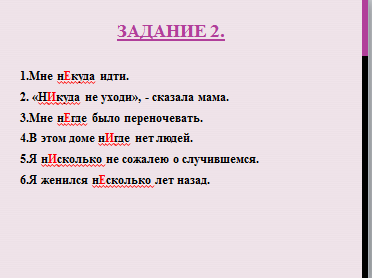 ЗАДАНИЕ 2.
1.Мне нЕкуда идти.
2. «НИкуда не уходи», - сказала мама.
3.Мне нЕгде было переночевать.
4.В этом доме нИгде нет людей.
5.Я нИсколько не сожалею о случившемся.
6.Я женился нЕсколько лет назад.